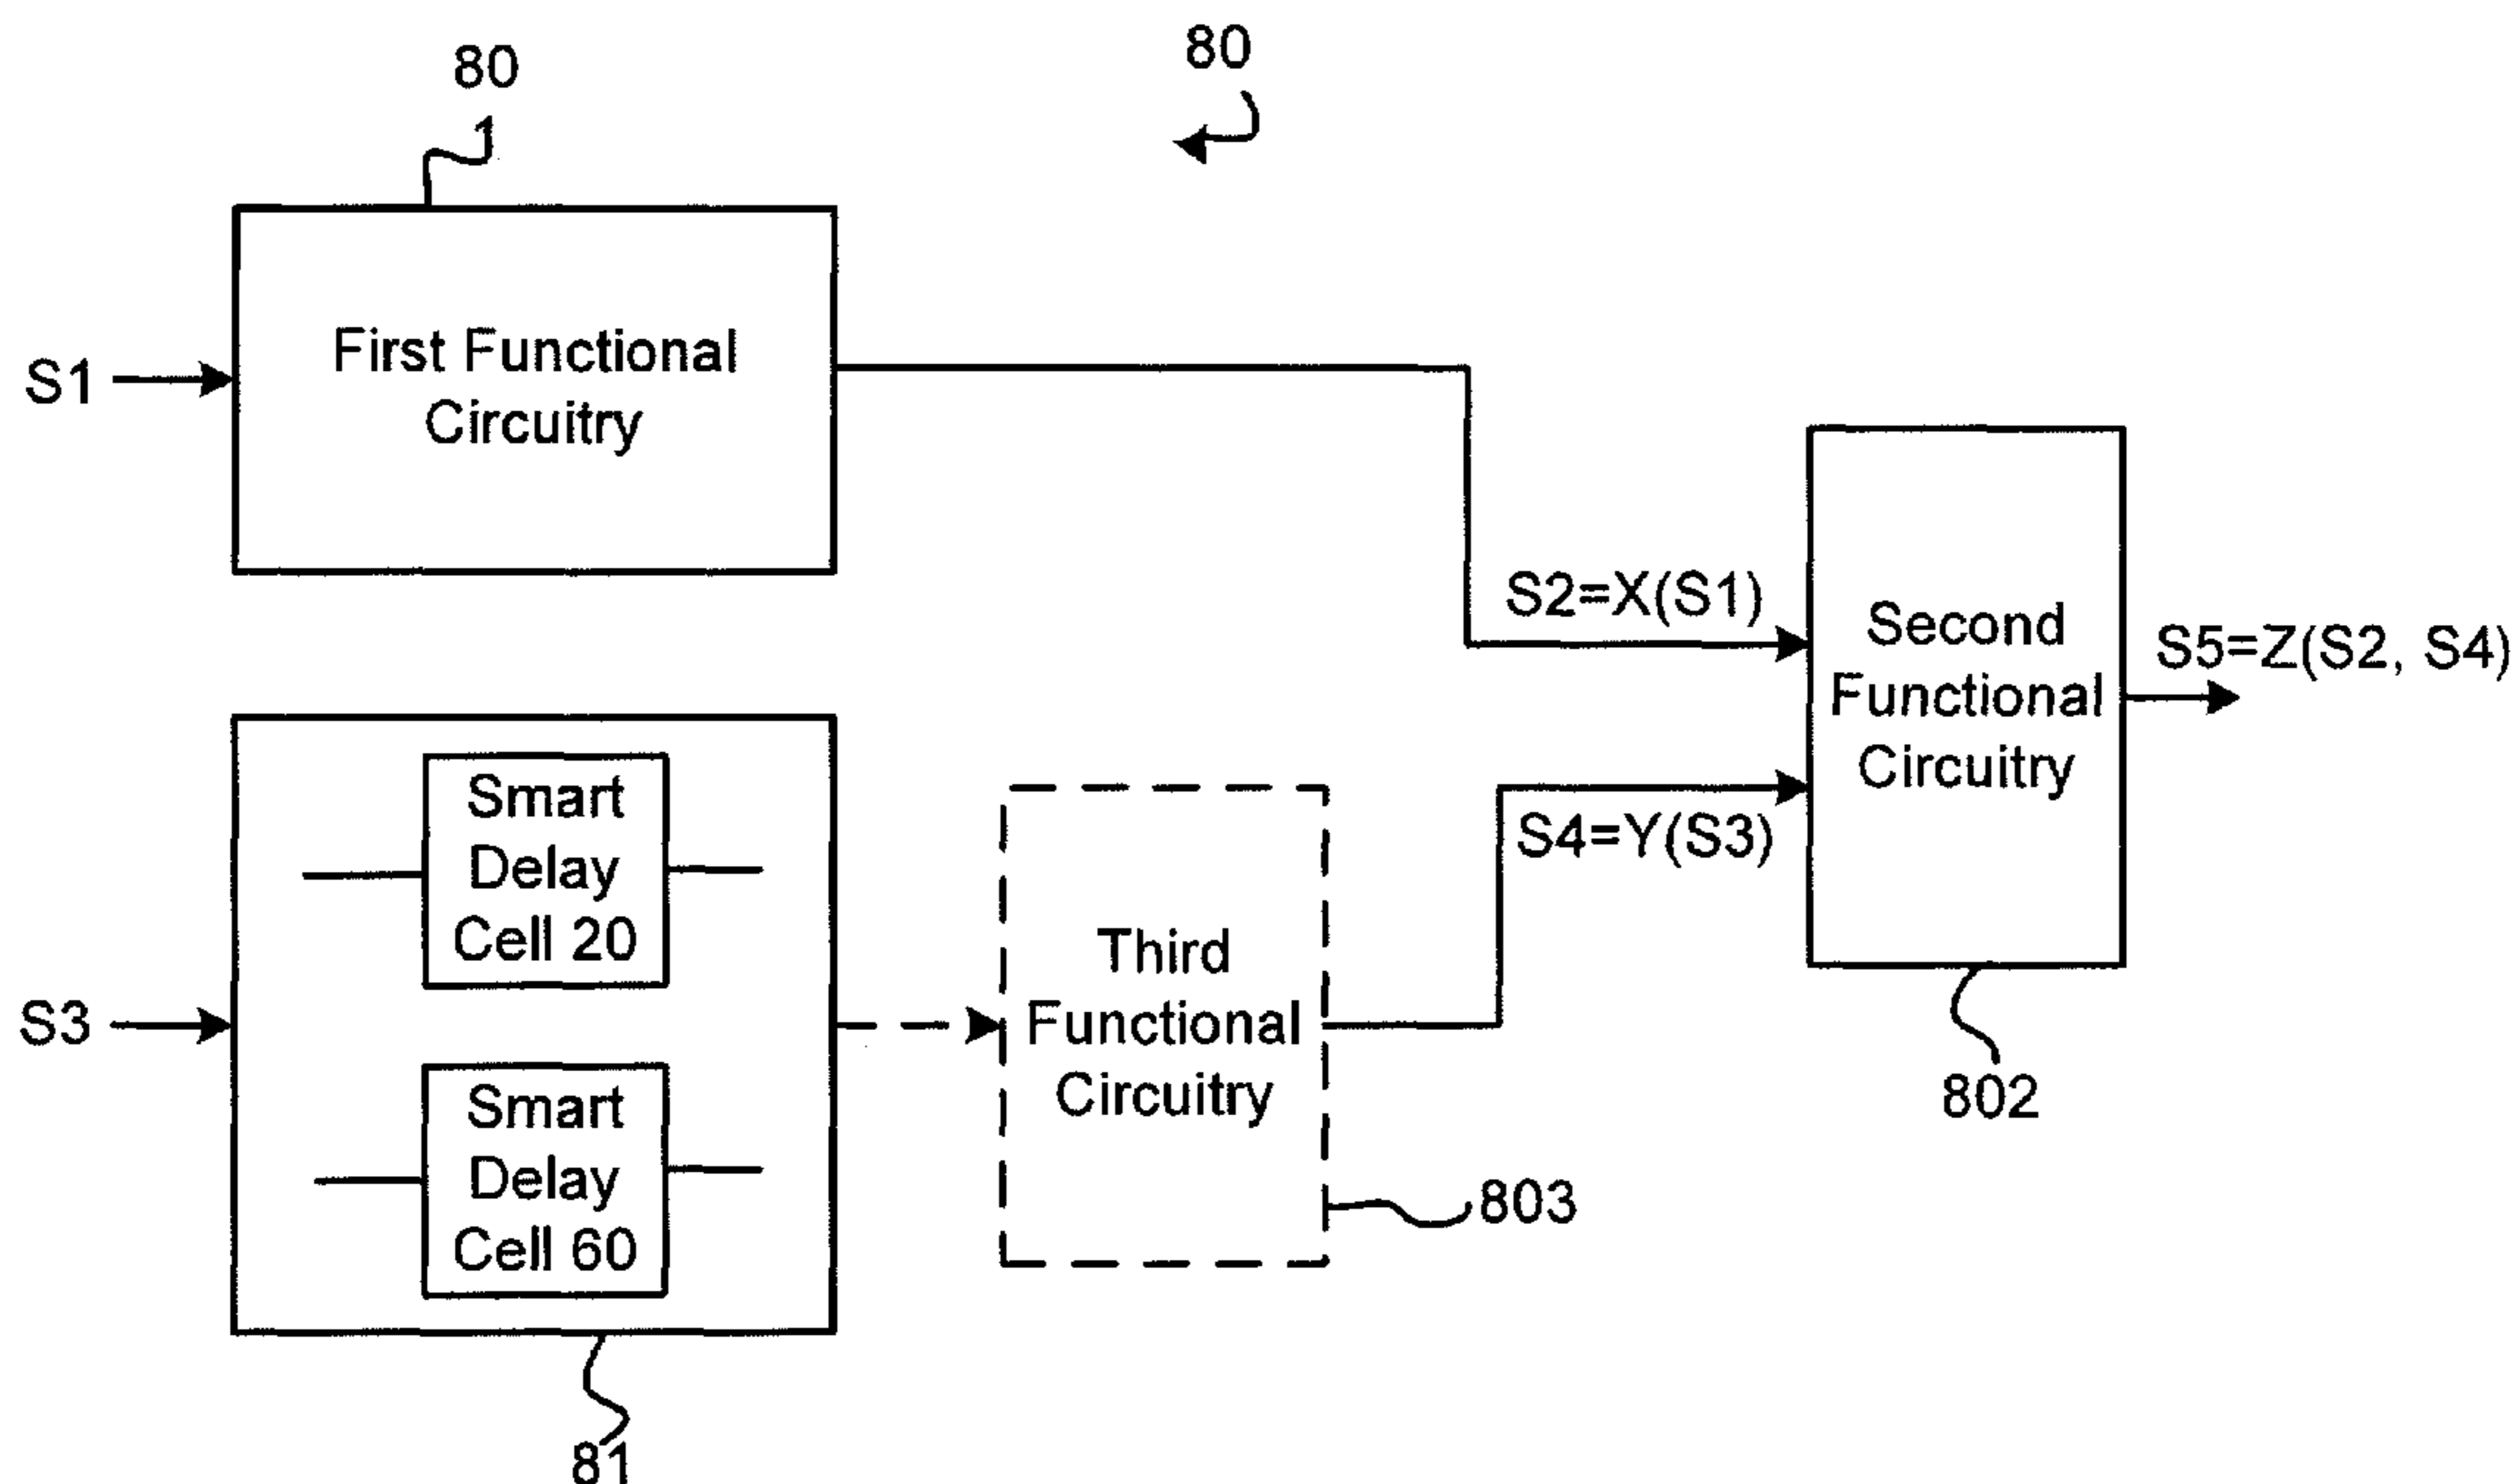 80
1
80
First Functional
Circuitry
S1
S2=X(S1)
Second
Functional
Circuitry
S5=Z(S2, S4)
Smart
Delay
Cell 20
S4=Y(S3)
Third
Functional
Circuitry
S3
802
Smart
Delay
Cell 60
803
81